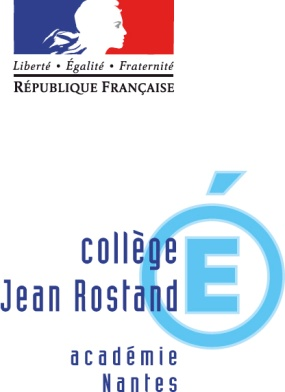 Liberté • Égalité • Fraternité
RÉPUBLIQUE FRANÇAISE
collège
Jean Rostand
É
académie
Nantes